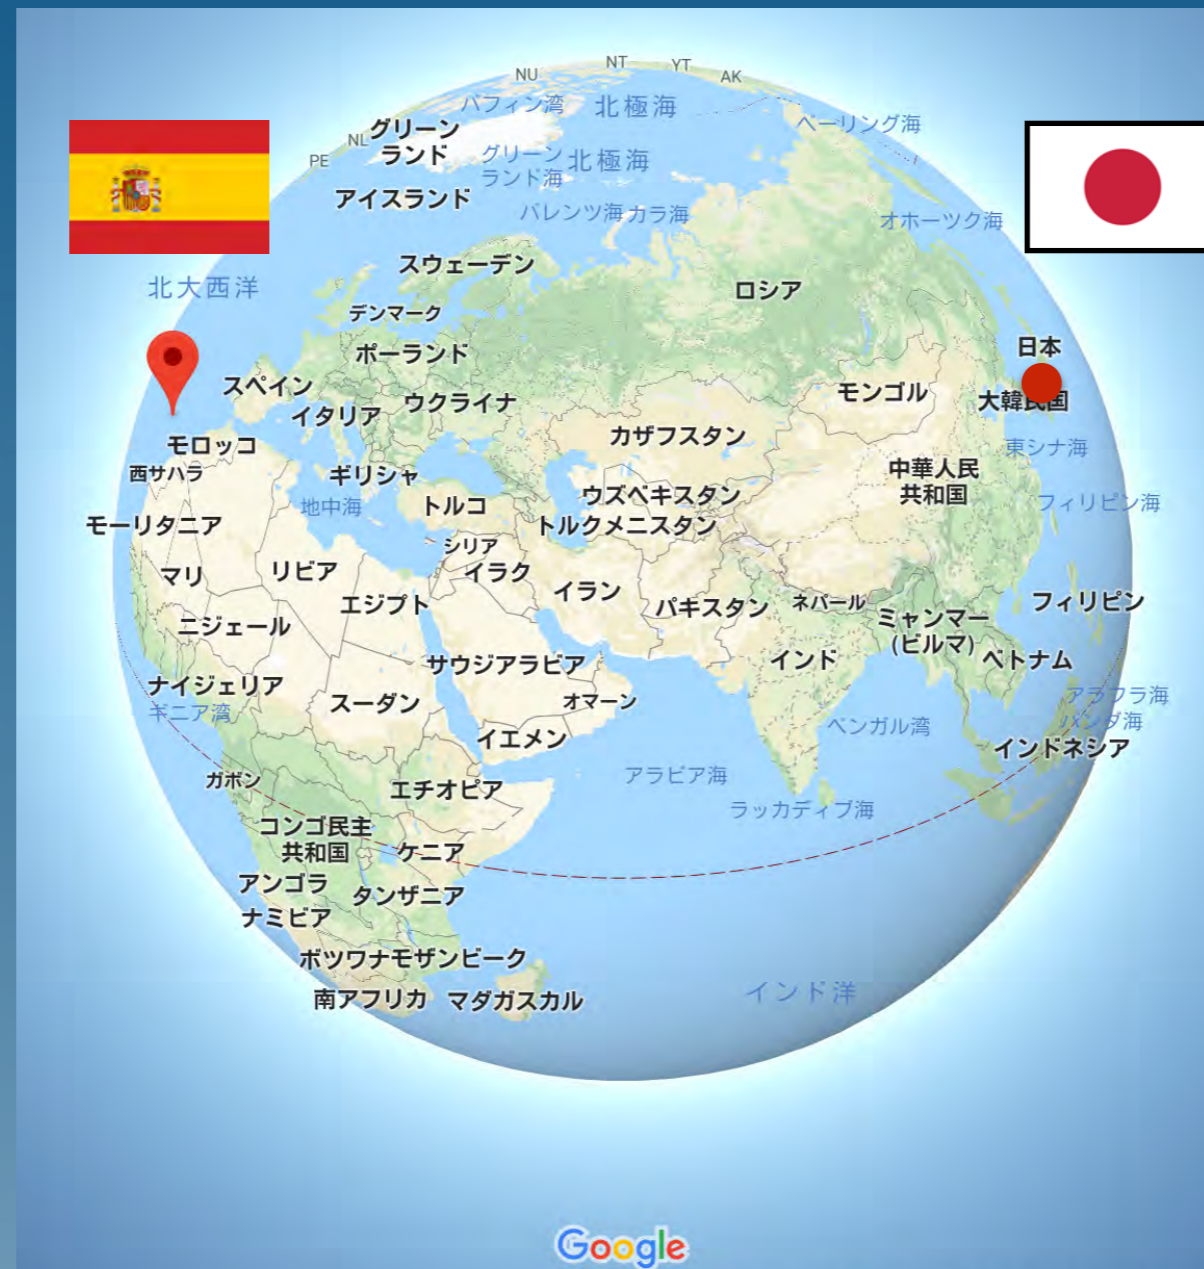 NU
NT
YT
AK
バフィン湾
北極海
ベーリング海
NL
グリーン
ランド
PE
グリーン
ランド海
北極海
アイスランド
バレンツ海
カラ海
オホーツク海
スウェーデン
北大西洋
ロシア
デンマーク
ポーランド
日本
スペイン
モンゴル
イタリア
ウクライナ
大韓民国
カザフスタン
モロッコ
東シナ海
西サハラ
ギリシャ
中華人民
共和国
地中海
トルコ
ウズベキスタン
フィリピン海
モーリタニア
トルクメニスタン
シリア
マリ
リビア
イラク
イラン
エジプト
パキスタン
ネパール
フィリピン
ニジェール
ミャンマー
(ビルマ)
サウジアラビア
インド
ベトナム
ナイジェリア
スーダン
オマーン
アラフラ海
ギニア湾
ベンガル湾
バンダ海
イエメン
インドネシア
ガボン
エチオピア
アラビア海
ラッカディブ海
コンゴ民主
共和国
ケニア
アンゴラ
タンザニア
ナミビア
ボツワナ
モザンビーク
南アフリカ
マダガスカル
インド洋
Google